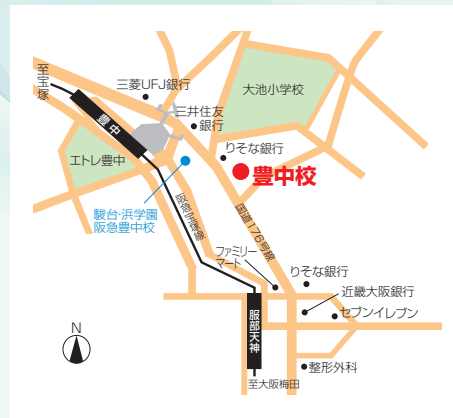 至宝塚
三菱UFJ銀行
大池小学校
三井住友
銀行
豊中
りそな銀行
エトレ豊中
豊中校
駿台・浜学園
阪急豊中校
阪急宝塚線
国道176号線
ファミリー
マート
りそな銀行
近畿大阪銀行
セブンイレブン
服部天神
N
整形外科
至大阪梅田